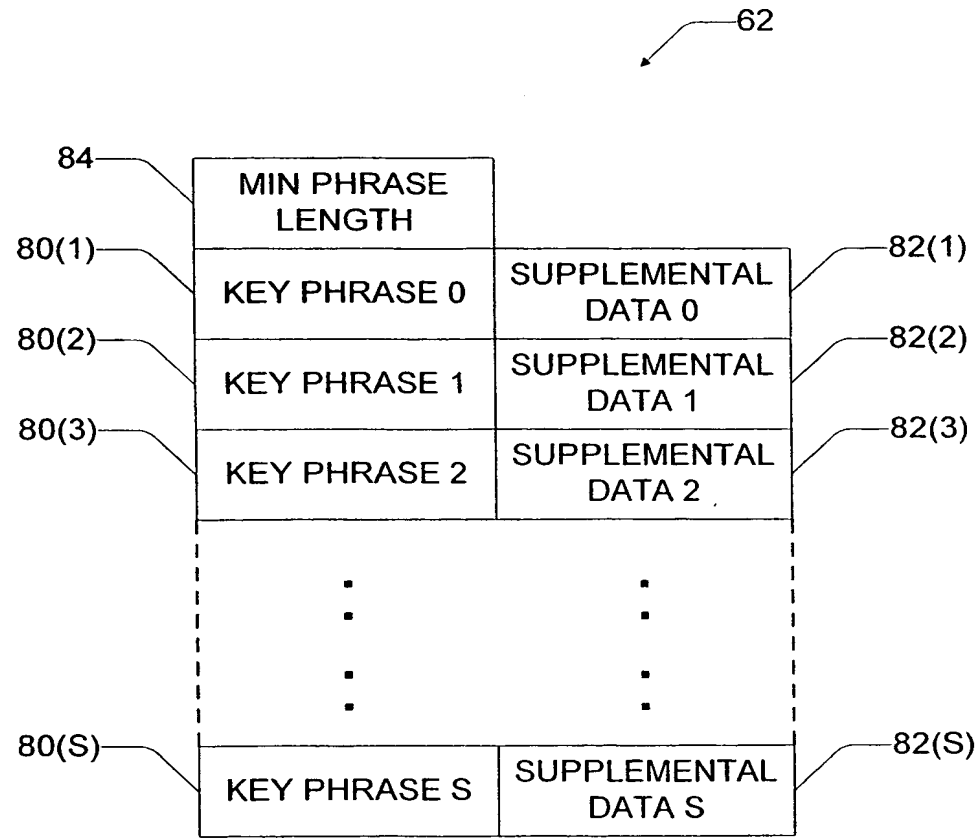 62
84
MIN PHRASE
LENGTH
80(1)
KEY PHRASE 0
SUPPLEMENTAL
DATA 0
82(1)
80(2)
KEY PHRASE 1
SUPPLEMENTAL
DATA 1
82(2)
80(3)
KEY PHRASE 2
SUPPLEMENTAL
DATA 2
82(3)
80(S)
KEY PHRASE S
SUPPLEMENTAL
DATA S
82(S)